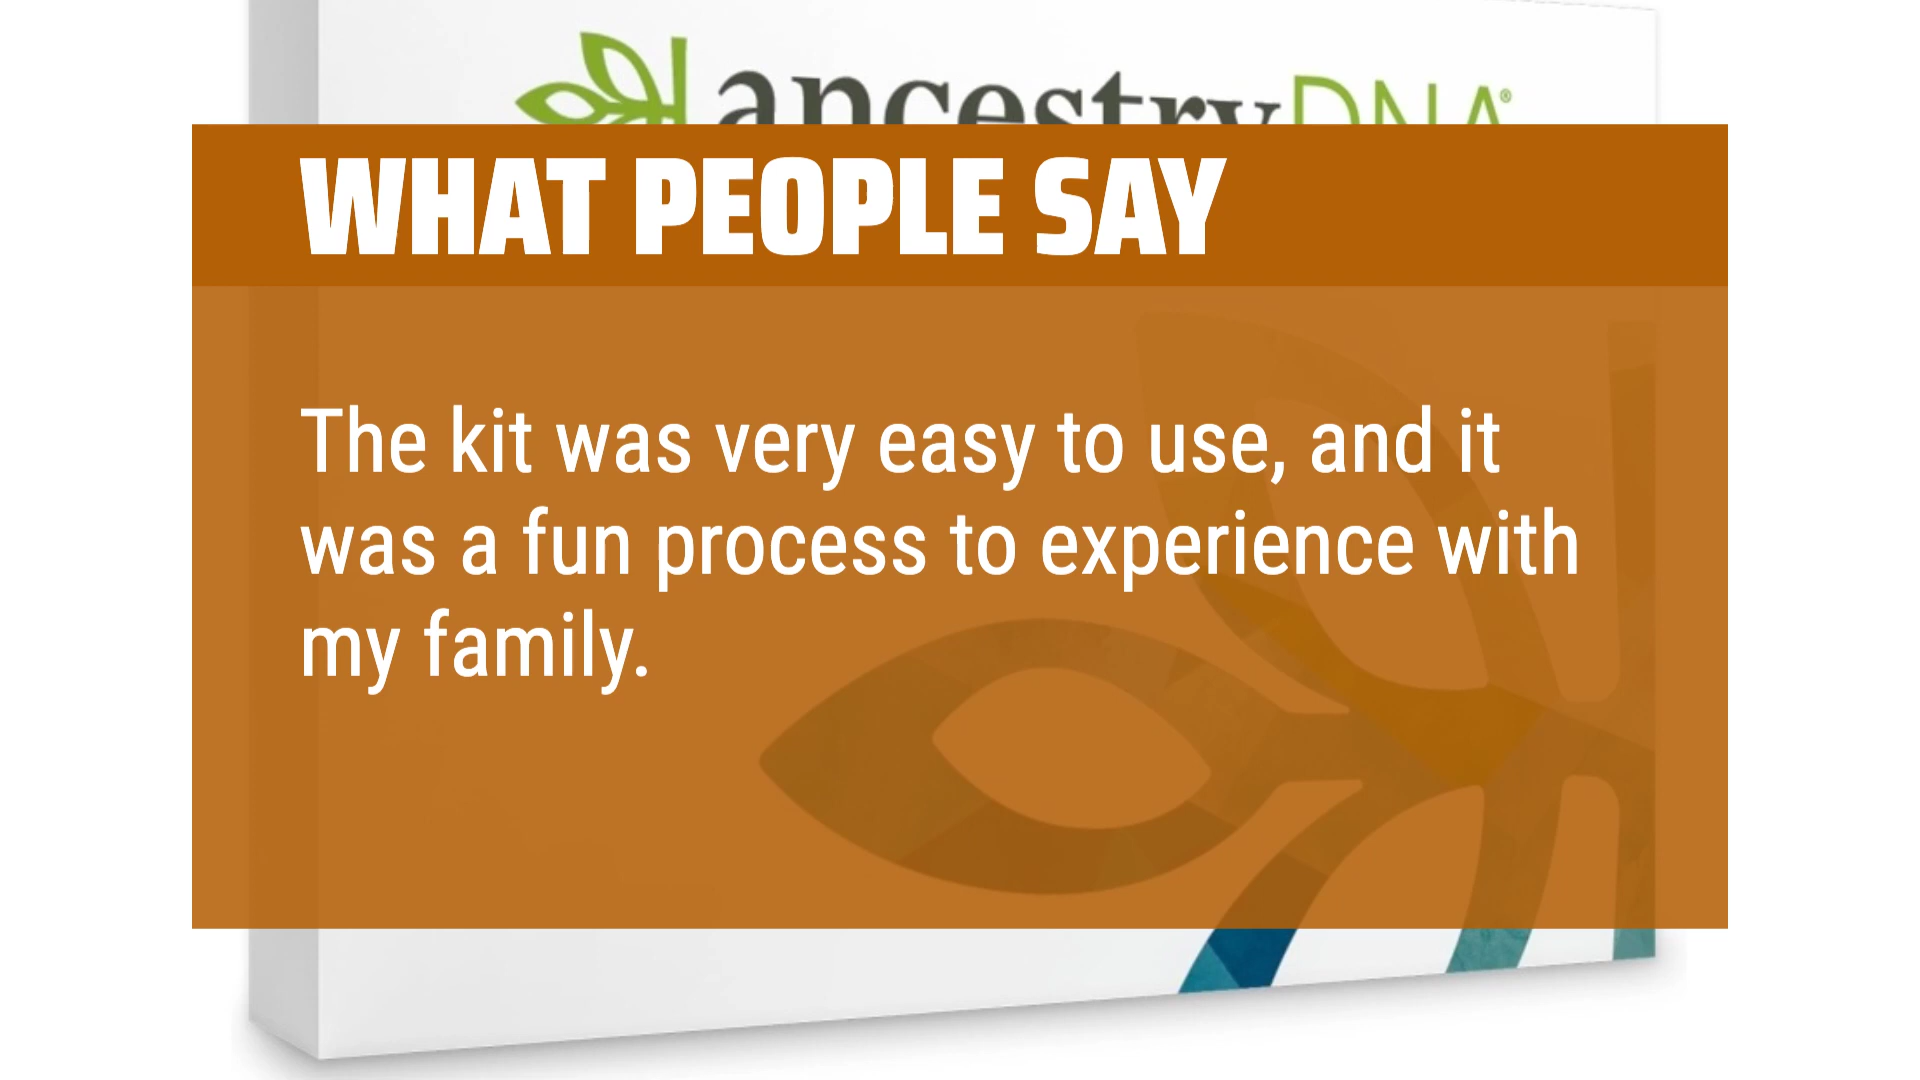 ancestryDNA®
WHAT PEOPLE SAY
The kit was very easy to use, and it
was a fun process to experience with
my family.